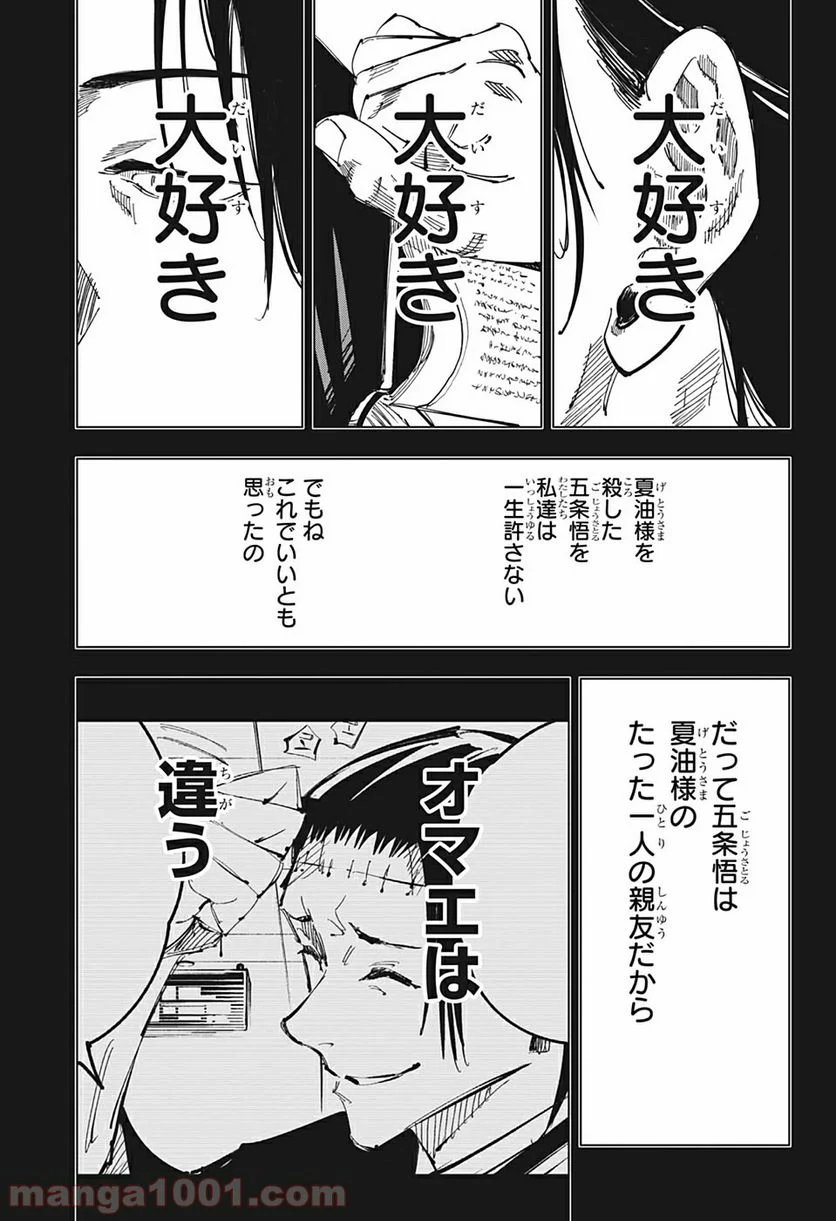 大好き
大好き
大好き
夏油様を
殺した
五条悟を
私達は
一生許さない
でもね
これでいいとも
思ったの
だって五条悟は
夏油様の
たった一人の親友だから
オマエは
違う
manga1001.com